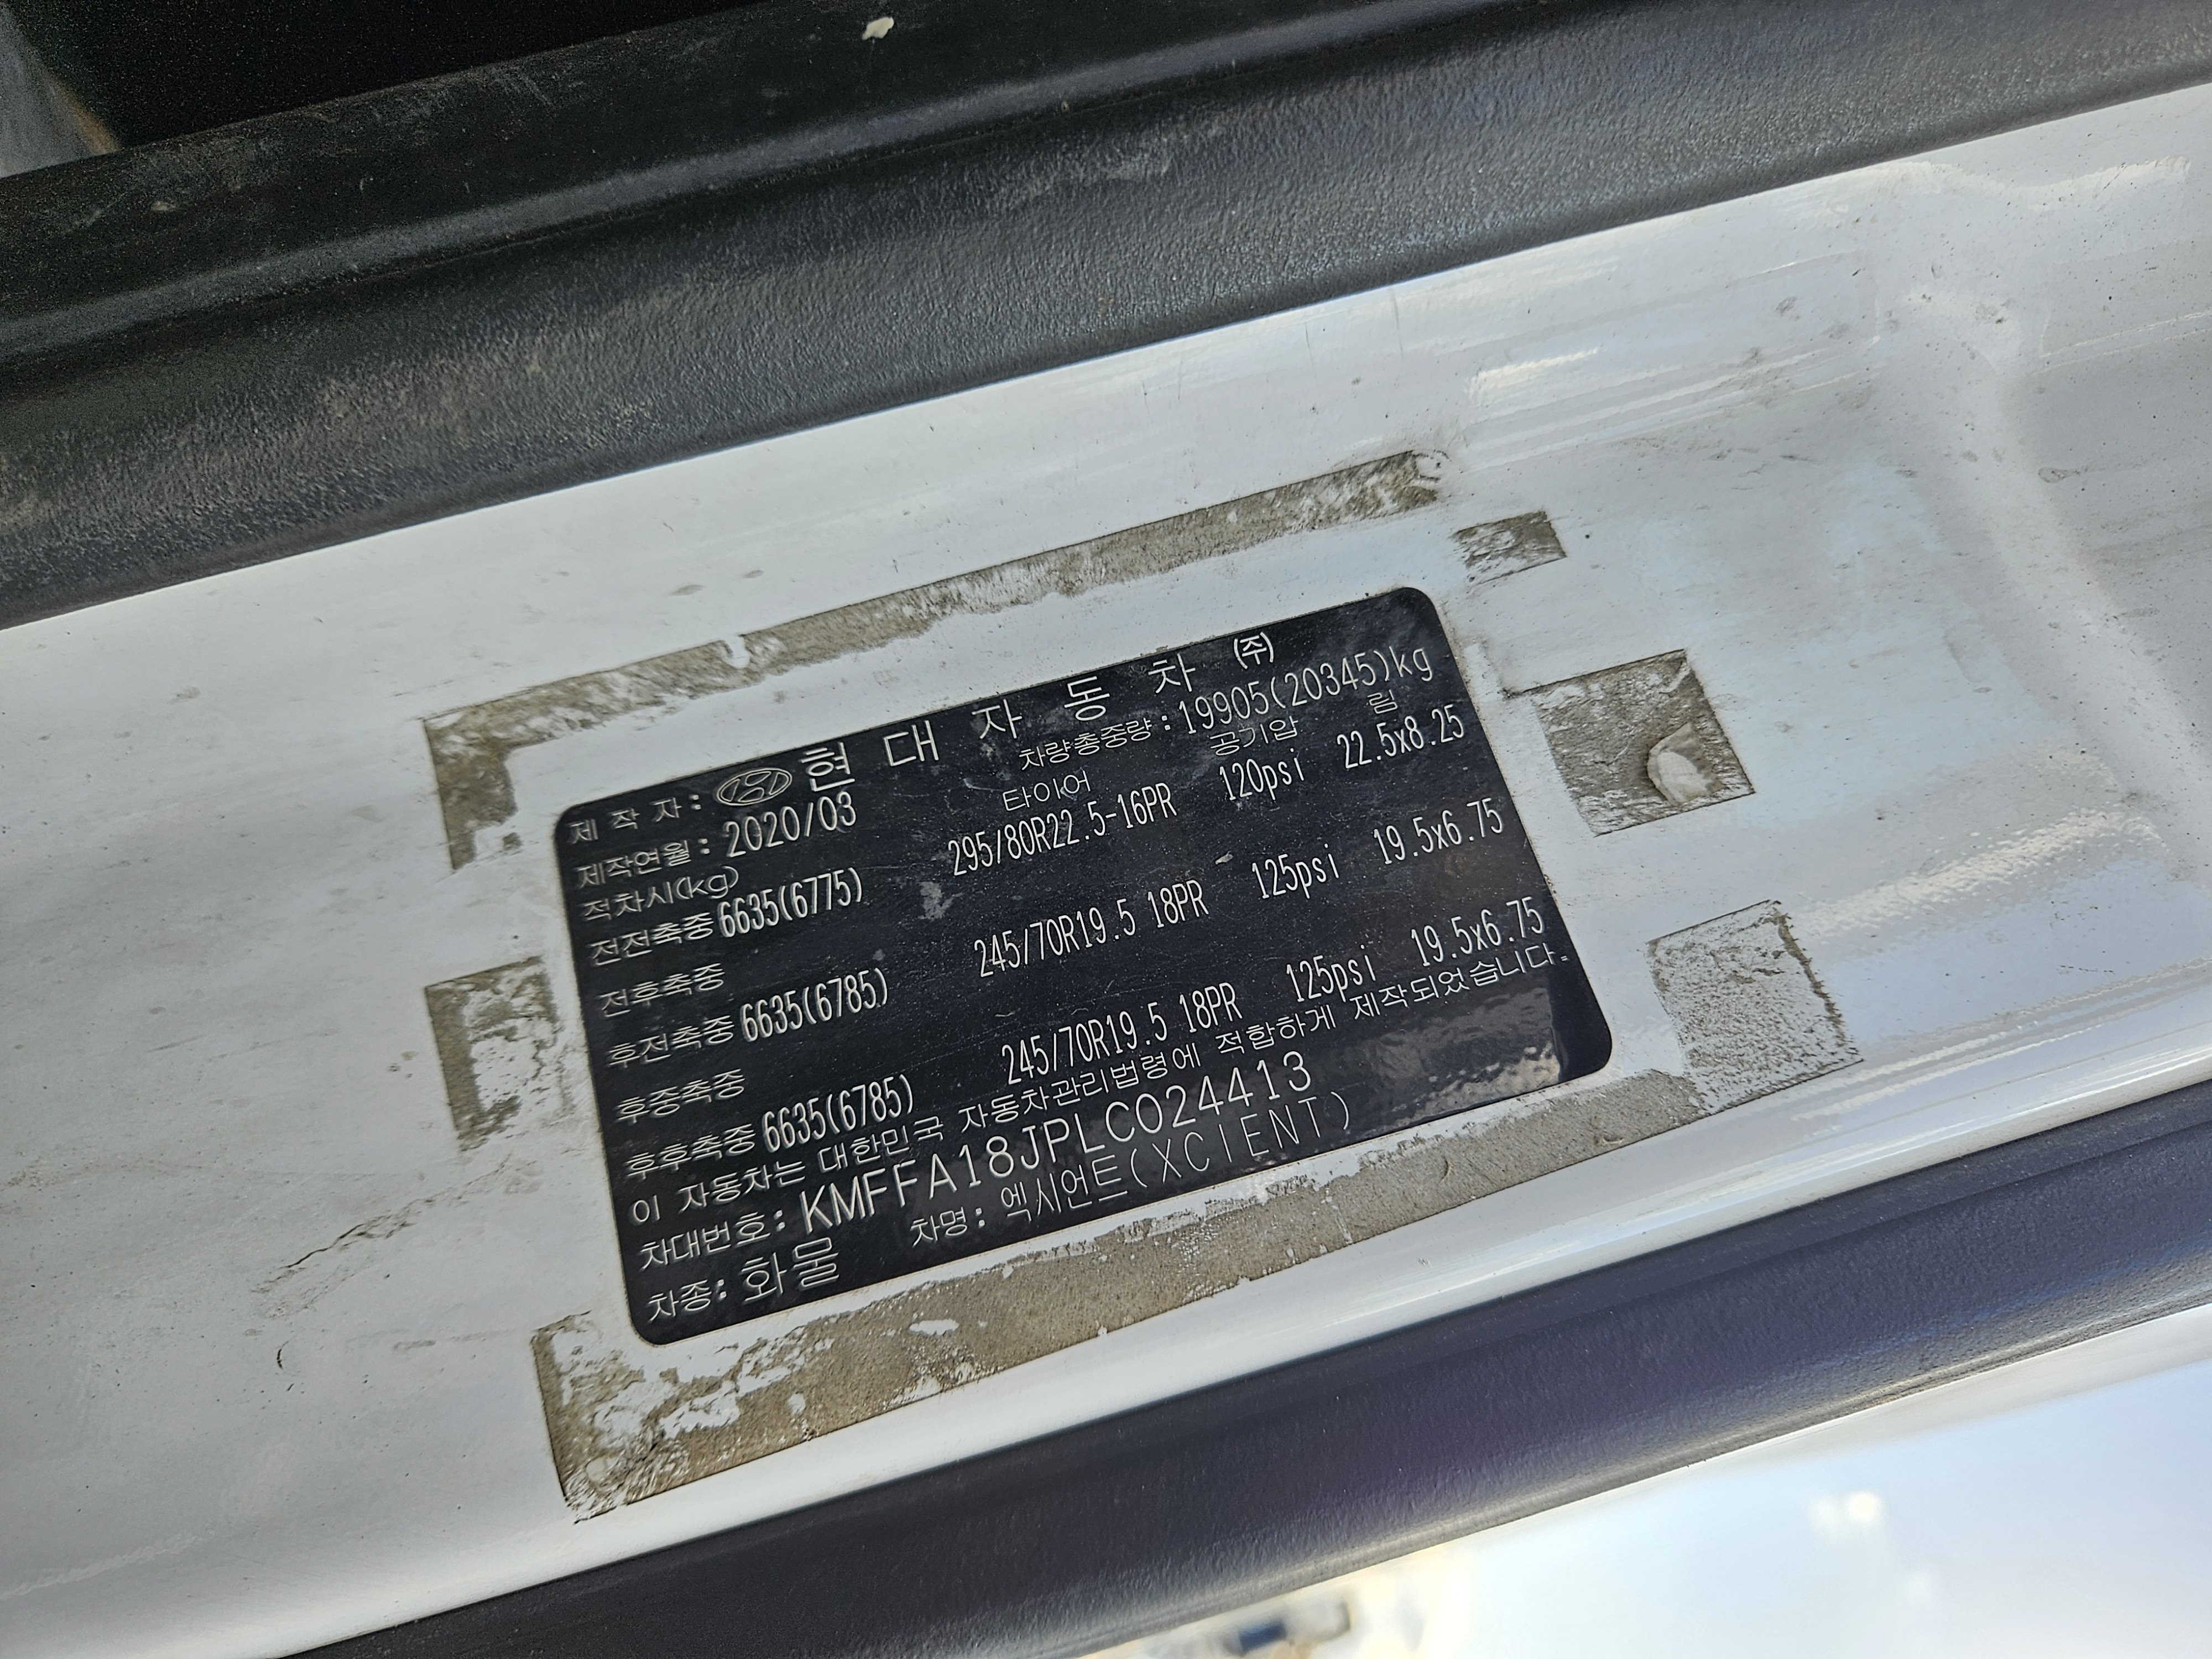 제 작 자 : 현 대 자 동 차 ㈜
제작연월 : 2020/03 차량총중량 : 19905(20345)kg
적차시(kg) 타이어 공기압 림
전전축중 6635(6775) 295/80R22.5-16PR 120psi 22.5x8.25
전후축중
후전축중 6635(6785) 245/70R19.5 18PR 125psi 19.5x6.75
후중축중
후후축중 6635(6785) 245/70R19.5 18PR 125psi 19.5x6.75
이 자동차는 대한민국 자동차관리법령에 적합하게 제작되었습니다.
차대번호: KMFFA18JPLC024413
차종: 화물 차명: 엑시언트(XCIENT)